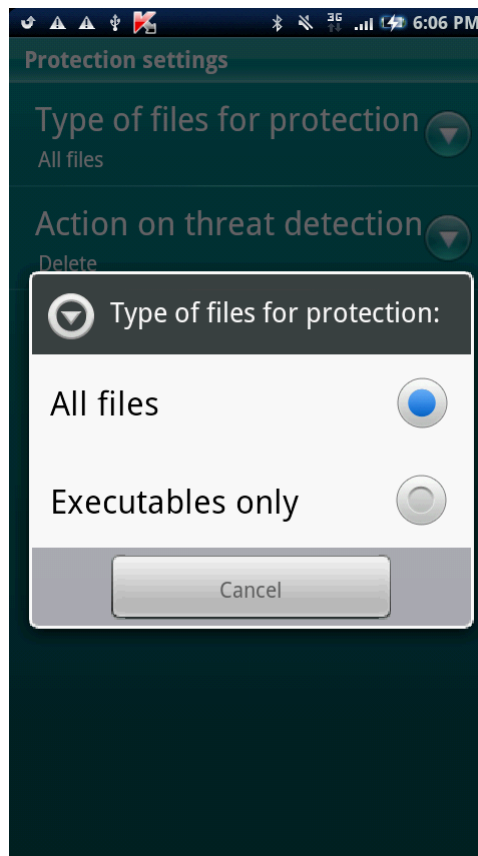 3G 6:06 PM
Protection settings
Type of files for protection
All files
Action on threat detection
Delete
Type of files for protection:
All files
Executables only
Cancel